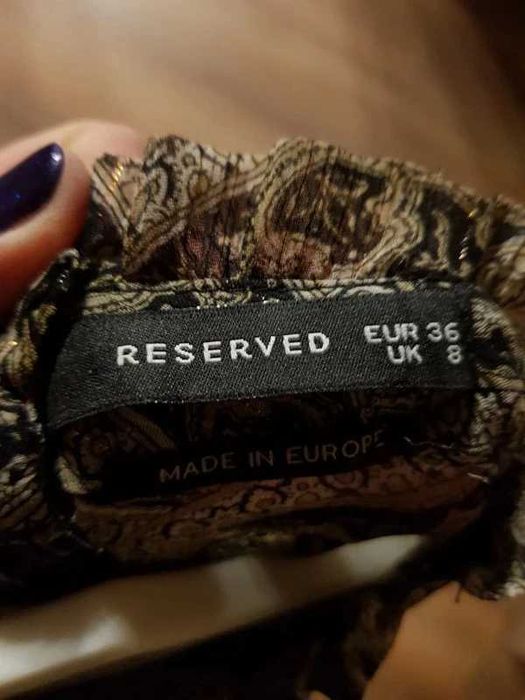 RESERVED
EUR 36
UK 8
MADE IN EUROPE